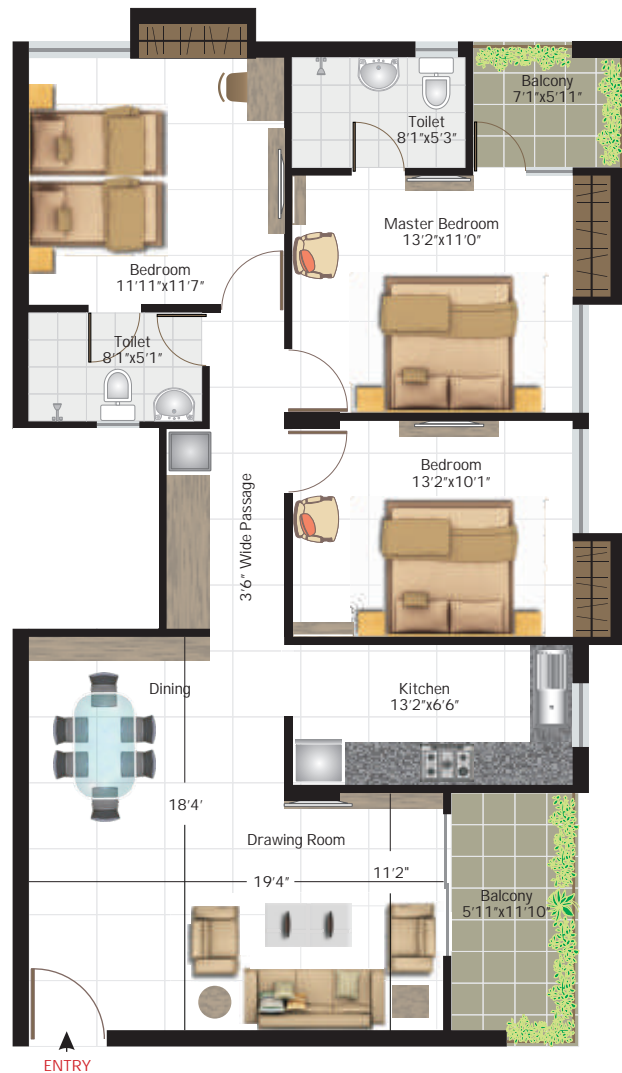 Balcony
7'1"x5'11"
Toilet
8'1"x5'3"
Master Bedroom
13'2"x11'0"
Bedroom
11'11"x11'7"
Toilet
8'1"x5'1"
Bedroom
13'2"x10'1"
3'6" Wide Passage
Dining
Kitchen
13'2"x6'6"
18'4'
Drawing Room
11'2"
19'4"
Balcony
5'11"x11'10"
ENTRY